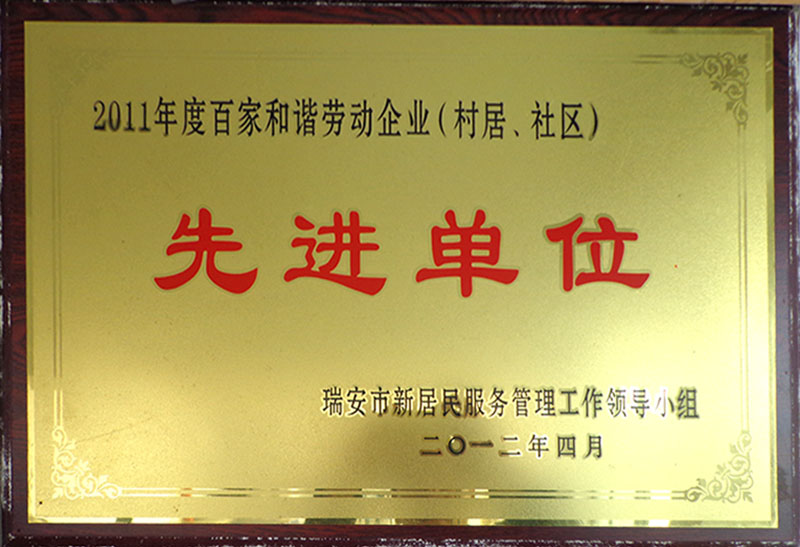 2011年度百家和谐劳动企业(村居、社区)
先进单位
瑞安市新居民服务管理工作领导小组
二〇一二年四月